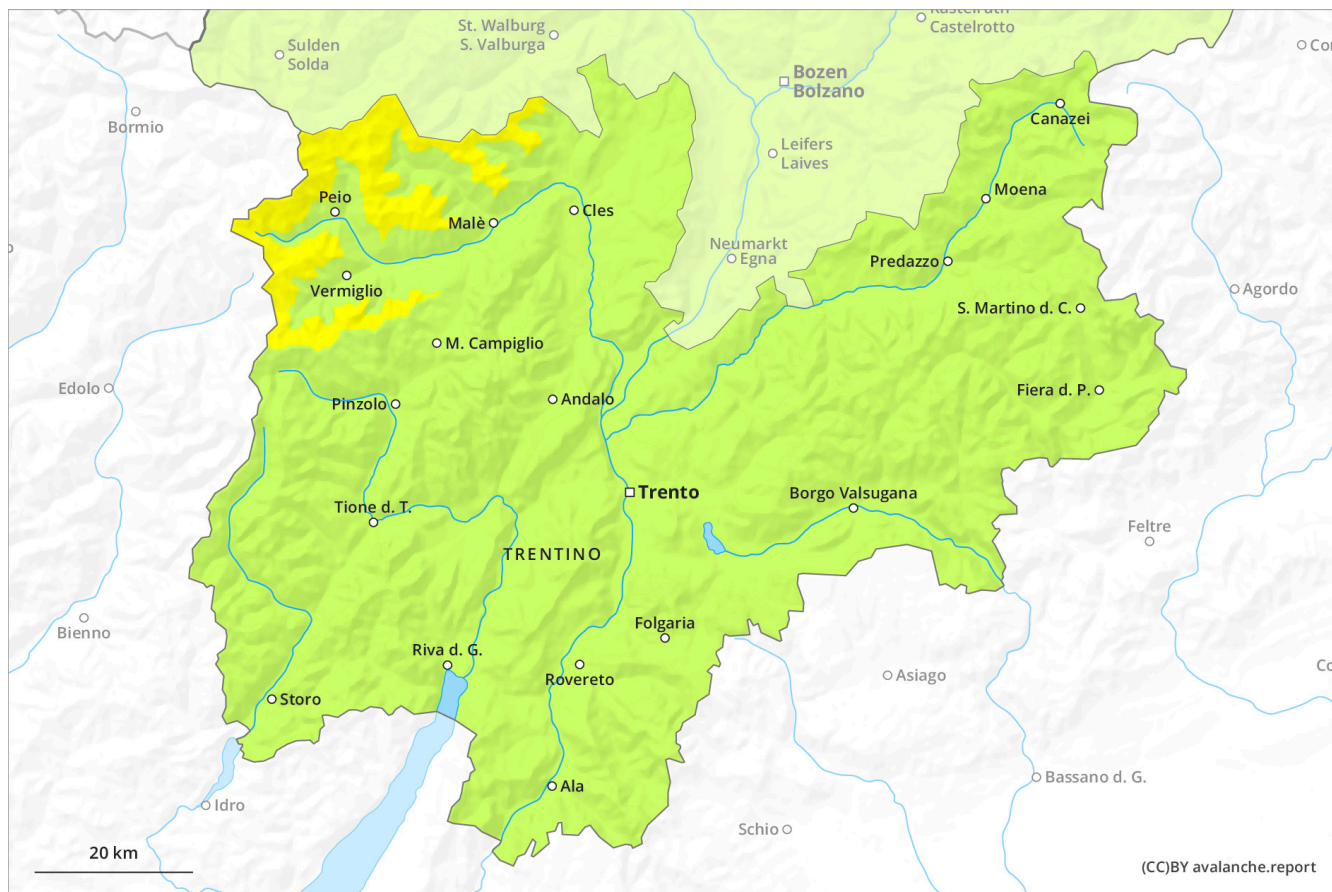 Kastelruth
Castelrotto
St. Walburg
S. Valburga
Sulden
Solda
Bozen
Bolzano
Bormio
Canazei
Leifers
Laives
Peio
Moena
Malè
Cles
Neumarkt
Egna
Predazzo
Vermiglio
Agordo
S. Martino d. C.
M. Campiglio
Edolo
Fiera d. P.
Pinzolo
Andalo
Trento
Borgo Valsugana
Tione d. T.
Feltre
TRENTINO
Bienno
Folgaria
Riva d. G.
Asiago
Rovereto
Storo
Bassano d. G.
Ala
Idro
Schio
20 km
(CC)BY avalanche.report